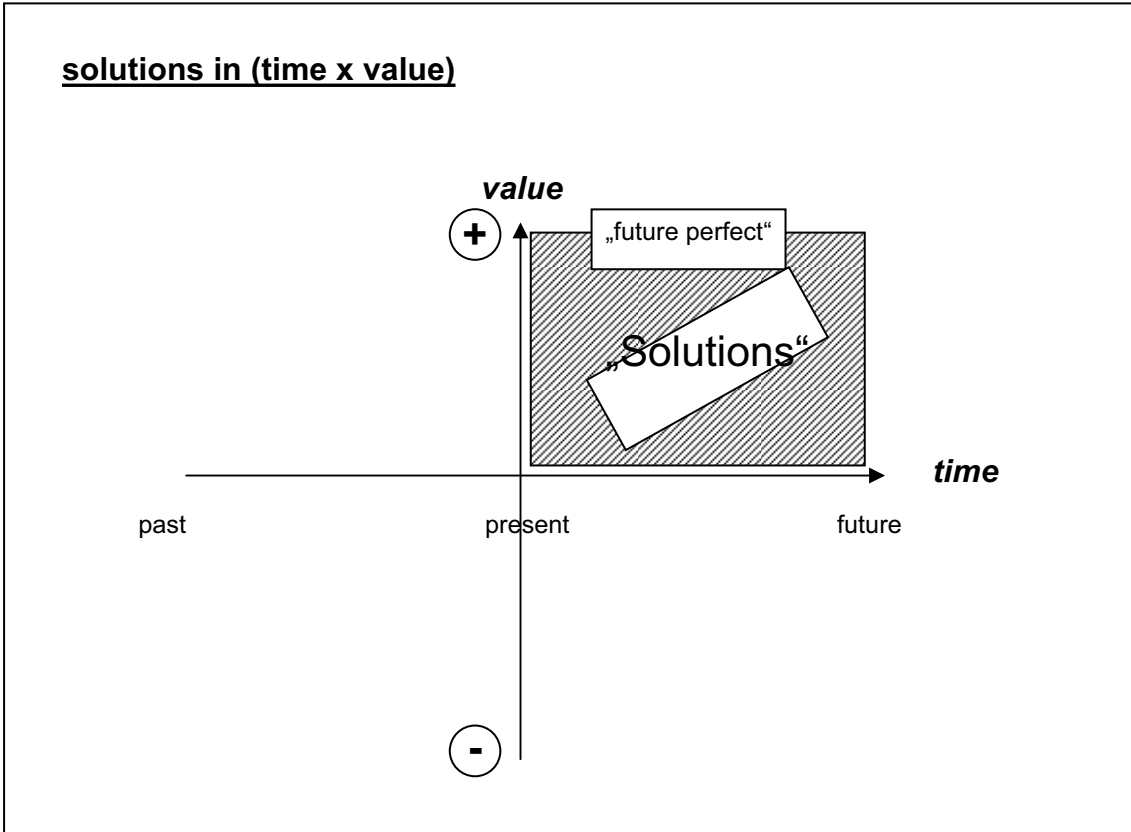 solutions in (time x value)
value
+
„future perfect“
„Solutions“
time
past
present
future
-